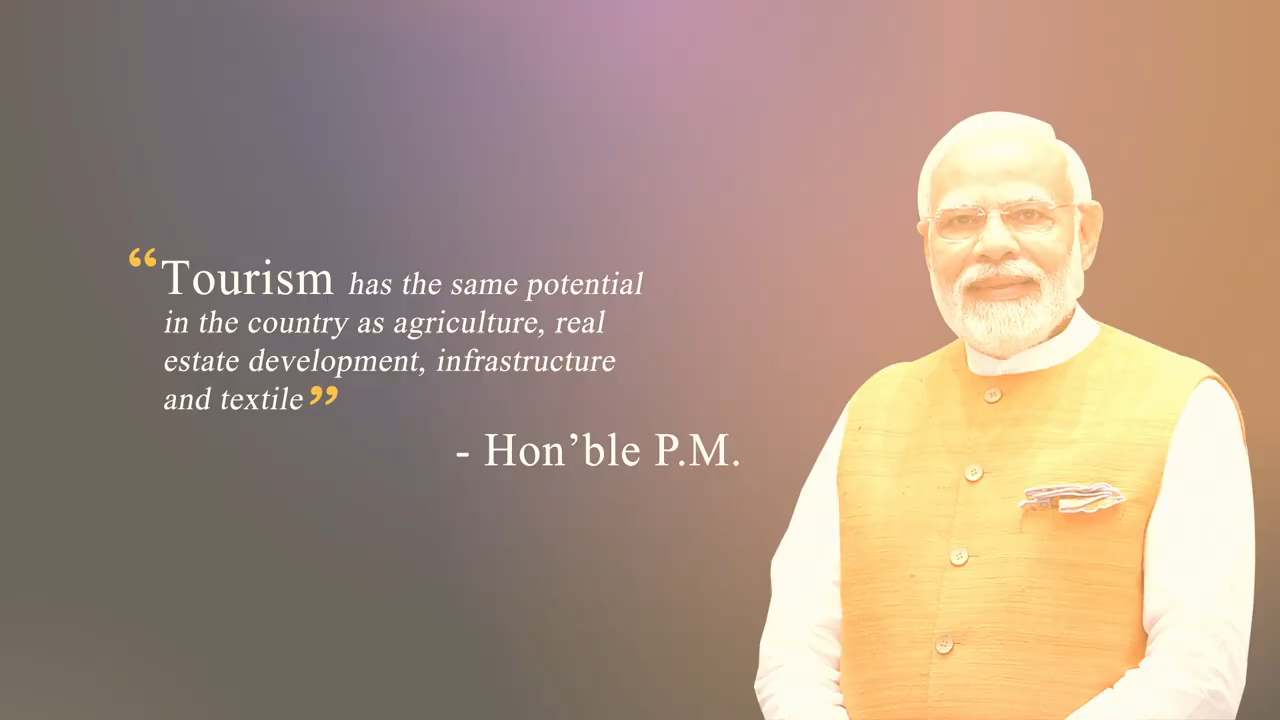 “Tourism has the same potential
in the country as agriculture, real
estate development, infrastructure
and textile”
- Hon’ble P.M.